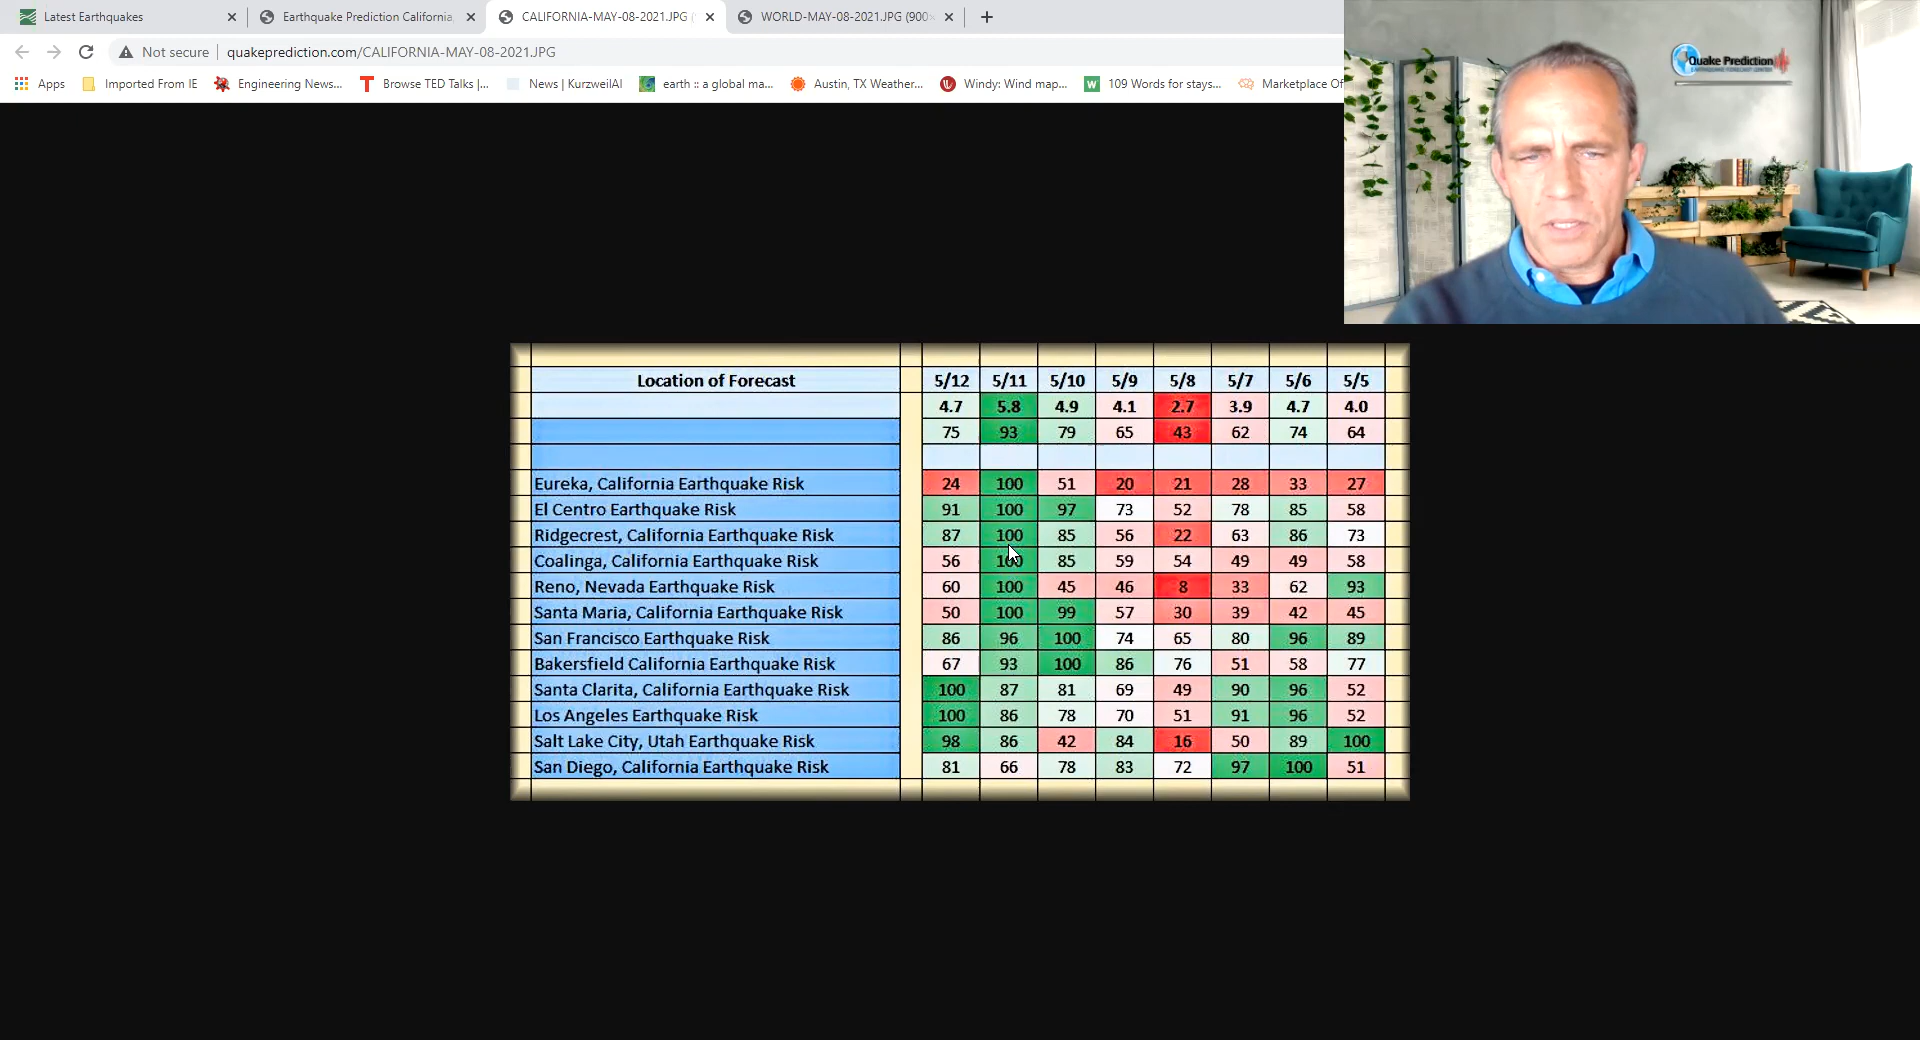 Latest Earthquakes
Earthquake Prediction California
CALIFORNIA-MAY-08-2021.JPG
WORLD-MAY-08-2021.JPG (900
Not secure quakeprediction.com/CALIFORNIA-MAY-08-2021.JPG
Apps Imported From IE Engineering News... Browse TED Talks |... News | KurzweilAI earth :: a global ma... Austin, TX Weather... Windy: Wind map... 109 Words for stays... Marketplace Of
Quake Prediction
EARTHQUAKE FORECAST CENTER
Location of Forecast 5/12 5/11 5/10 5/9 5/8 5/7 5/6 5/5
4.7 5.8 4.9 4.1 2.7 3.9 4.7 4.0
75 93 79 65 43 62 74 64
Eureka, California Earthquake Risk 24 100 51 20 21 28 33 27
El Centro Earthquake Risk 91 100 97 73 52 78 85 58
Ridgecrest, California Earthquake Risk 87 100 85 56 22 63 86 73
Coalinga, California Earthquake Risk 56 100 85 59 54 49 49 58
Reno, Nevada Earthquake Risk 60 100 45 46 8 33 62 93
Santa Maria, California Earthquake Risk 50 100 99 57 30 39 42 45
San Francisco Earthquake Risk 86 96 100 74 65 80 96 89
Bakersfield California Earthquake Risk 67 93 100 86 76 51 58 77
Santa Clarita, California Earthquake Risk 100 87 81 69 49 90 96 52
Los Angeles Earthquake Risk 100 86 78 70 51 91 96 52
Salt Lake City, Utah Earthquake Risk 98 86 42 84 16 50 89 100
San Diego, California Earthquake Risk 81 66 78 83 72 97 100 51